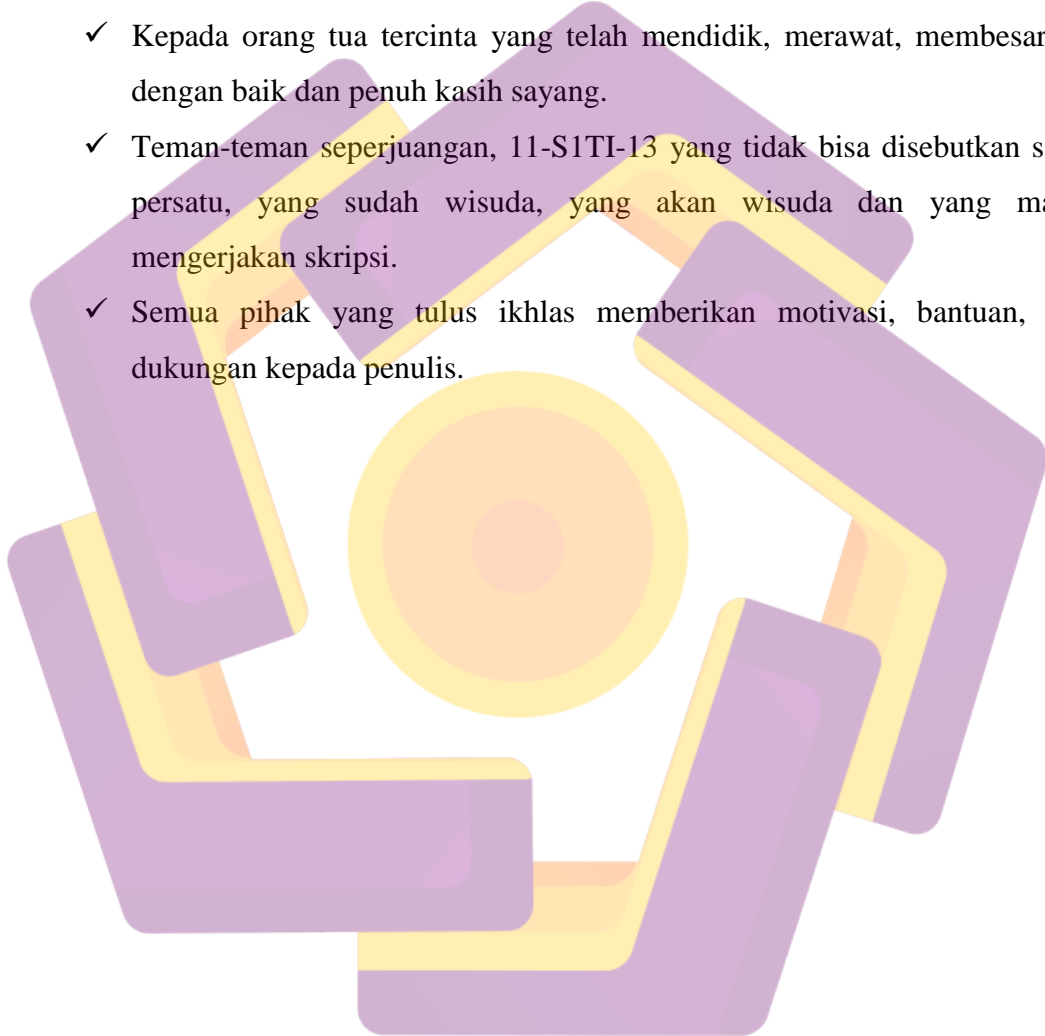 ✓ Kepada orang tua tercinta yang telah mendidik, merawat, membesar
dengan baik dan penuh kasih sayang.
✓ Teman-teman seperjuangan, 11-S1TI-13 yang tidak bisa disebutkan s
persatu, yang sudah wisuda, yang akan wisuda dan yang ma
mengerjakan skripsi.
✓ Semua pihak yang tulus ikhlas memberikan motivasi, bantuan,
dukungan kepada penulis.